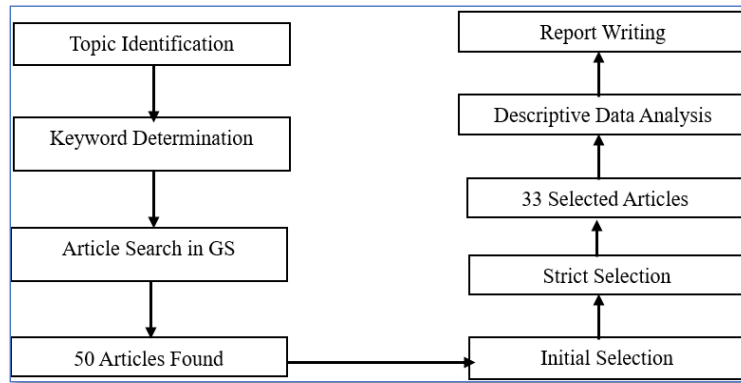 Topic Identification
Keyword Determination
Article Search in GS
50 Articles Found
Initial Selection
Strict Selection
33 Selected Articles
Descriptive Data Analysis
Report Writing